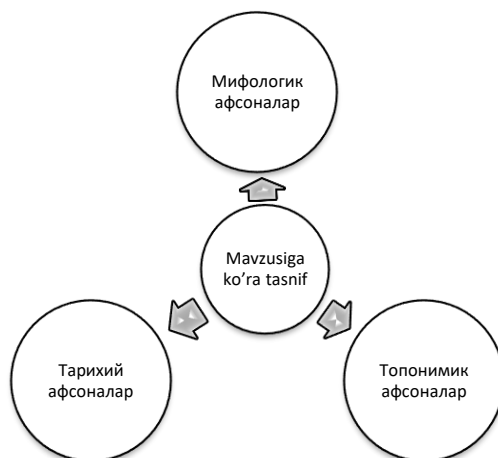 Мифологик
афсоналар
Mavzusiga
ko’ra tasnif
Тарихий
афсоналар
Топонимик
афсоналар